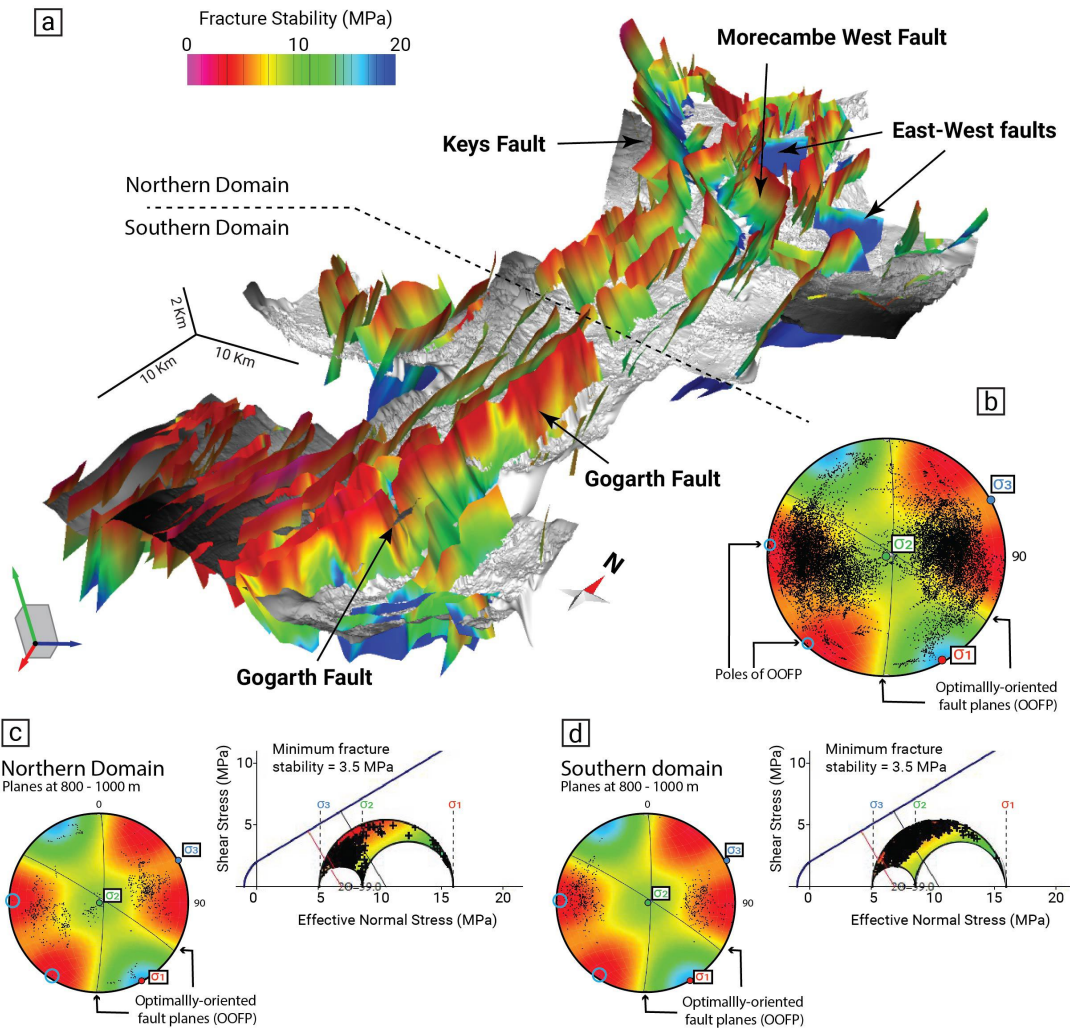 a
Fracture Stability (MPa)
0 10 20
Morecambe West Fault
Keys Fault
East-West faults
Northern Domain
Southern Domain
2 Km
10 Km
10 Km
Gogarth Fault
N
Gogarth Fault
b
σ3
σ2
90
σ1
Poles of OOFP
Optimallly-oriented
fault planes (OOFP)
c
Northern Domain
Planes at 800 - 1000 m
0
σ3
σ2
90
σ1
Optimallly-oriented
fault planes (OOFP)
Shear Stress (MPa)
10
5
Minimum fracture
stability = 3.5 MPa
σ3 σ2 σ1
2Θ=59.0
0 5 10 15 20
Effective Normal Stress (MPa)
d
Southern domain
Planes at 800 - 1000 m
0
σ3
σ2
90
σ1
Optimallly-oriented
fault planes (OOFP)
Shear Stress (MPa)
10
5
Minimum fracture
stability = 3.5 MPa
σ3 σ2 σ1
2Θ=59.0
0 5 10 15 20
Effective Normal Stress (MPa)